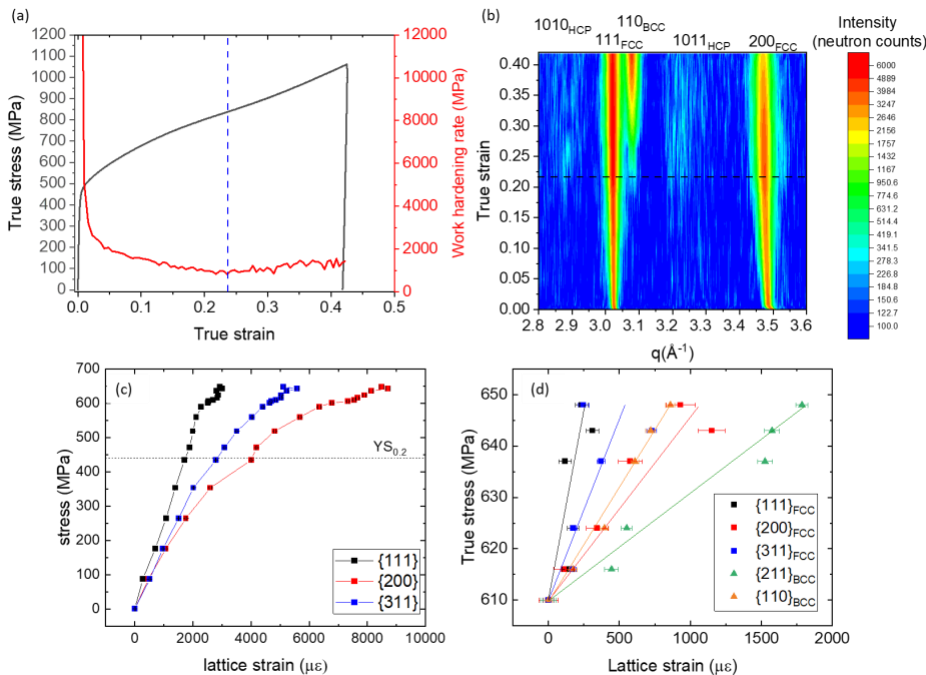 (a)
1200
1100
1000
900
800
700
600
500
400
300
200
100
0
True stress (MPa)
12000
10000
8000
6000
4000
2000
0
Work hardening rate (MPa)
0.0 0.1 0.2 0.3 0.4 0.5
True strain
(b)
1010HCP 111FCC 110BCC 1011HCP 200FCC
0.40
0.35
0.30
0.25
0.20
0.15
0.10
0.05
0.00
True strain
2.8 2.9 3.0 3.1 3.2 3.3 3.4 3.5 3.6
q(Å⁻¹)
Intensity
(neutron counts)
6000
4889
3984
3247
2646
2156
1757
1432
1167
950.6
774.6
631.2
514.4
419.1
341.5
278.3
226.8
184.8
150.6
122.7
100.0
(c)
700
600
500
400
300
200
100
0
stress (MPa)
YS0.2
{111}
{200}
{311}
0 2000 4000 6000 8000 10000
lattice strain (με)
(d)
650
640
630
620
610
True stress (MPa)
{111}FCC
{200}FCC
{311}FCC
{211}BCC
{110}BCC
0 500 1000 1500 2000
Lattice strain (με)